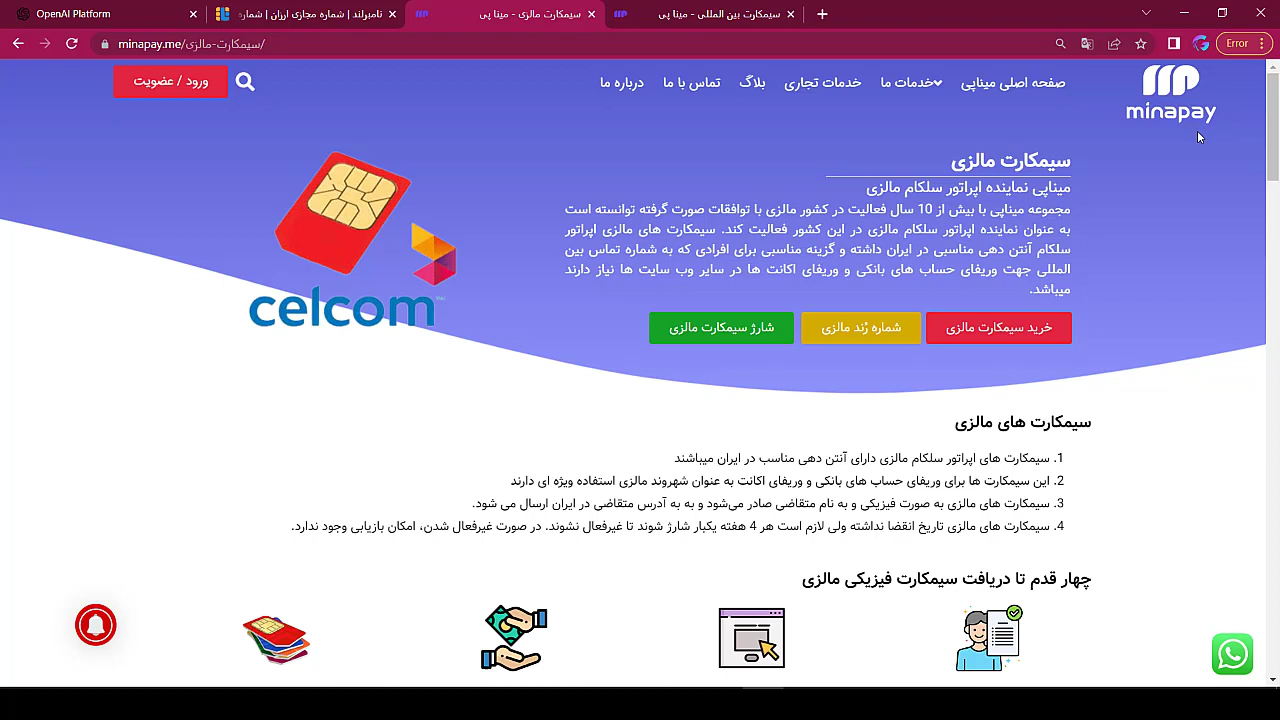 OpenAI Platform
نامبرلند | شماره مجازی ارزان | شماره
سیمکارت مالزی - مینا پی
سیمکارت بین المللی - مینا پی
minapay.me/سیمکارت-مالزی/
Error
minapay
صفحه اصلی میناپی
خدمات ما
خدمات تجاری
بلاگ
تماس با ما
درباره ما
ورود / عضویت
سیمکارت مالزی
میناپی نماینده اپراتور سلکام مالزی
مجموعه میناپی با بیش از 10 سال فعالیت در کشور مالزی با توافقات صورت گرفته توانسته است
به عنوان نماینده اپراتور سلکام مالزی در این کشور فعالیت کند. سیمکارت های مالزی اپراتور
سلکام آنتن دهی مناسبی در ایران داشته و گزینه مناسبی برای افرادی که به شماره تماس بین
المللی جهت وریفای حساب های بانکی و وریفای اکانت ها در سایر وب سایت ها نیاز دارند
میباشد.
خرید سیمکارت مالزی
شماره رُند مالزی
شارژ سیمکارت مالزی
celcom
سیمکارت های مالزی
1. سیمکارت های اپراتور سلکام مالزی دارای آنتن دهی مناسب در ایران میباشند
2. این سیمکارت ها برای وریفای حساب های بانکی و وریفای اکانت به عنوان شهروند مالزی استفاده ویژه ای دارند
3. سیمکارت های مالزی به صورت فیزیکی و به نام متقاضی صادر می‌شود و به به آدرس متقاضی در ایران ارسال می شود.
4. سیمکارت های مالزی تاریخ انقضا نداشته ولی لازم است هر 4 هفته یکبار شارژ شوند تا غیرفعال نشوند. در صورت غیرفعال شدن، امکان بازیابی وجود ندارد.
چهار قدم تا دریافت سیمکارت فیزیکی مالزی